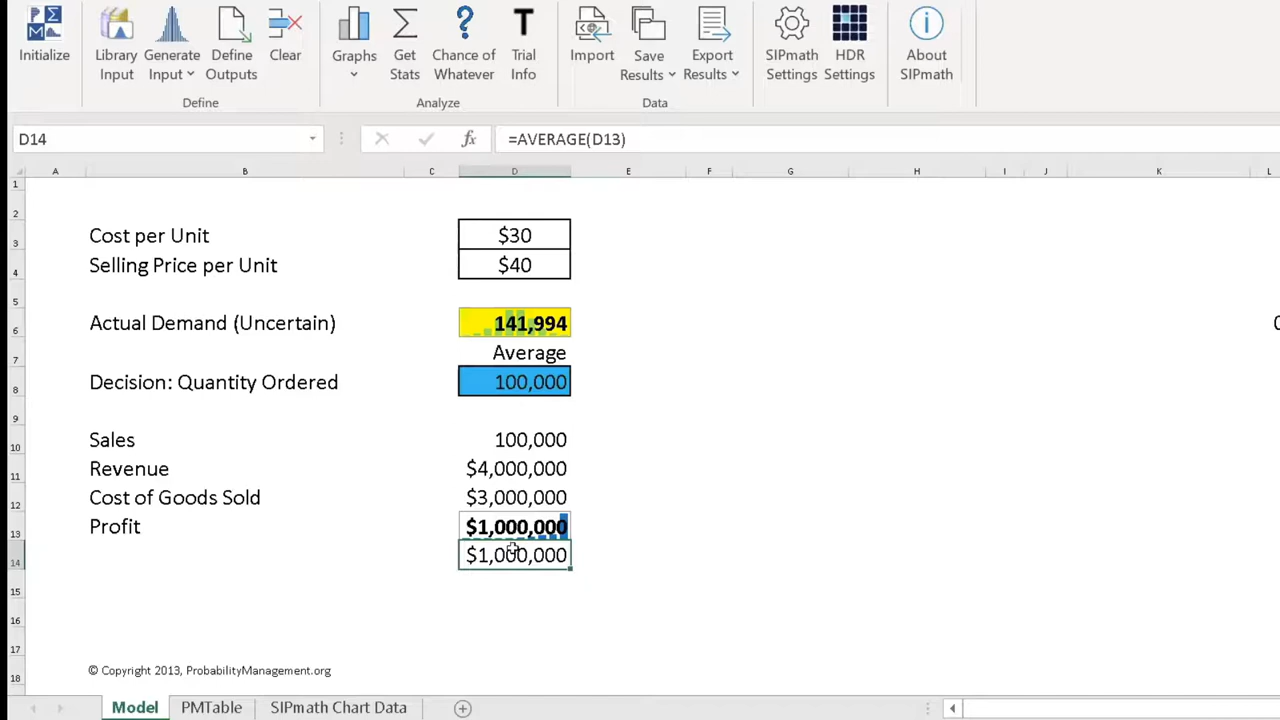 Initialize
Library Input
Generate Input
Define Outputs
Clear
Graphs
Get Stats
Chance of Whatever
Trial Info
Import
Save Results
Export Results
SIPmath Settings
HDR Settings
About SIPmath
Define
Analyze
Data
D14
fx
=AVERAGE(D13)
A B C D E F G H I J K L
1
2
3 Cost per Unit $30
4 Selling Price per Unit $40
5
6 Actual Demand (Uncertain) 141,994
7 Average
8 Decision: Quantity Ordered 100,000
9
10 Sales 100,000
11 Revenue $4,000,000
12 Cost of Goods Sold $3,000,000
13 Profit $1,000,000
14 $1,000,000
15
16
17
18 © Copyright 2013, ProbabilityManagement.org
Model PMTable SIPmath Chart Data